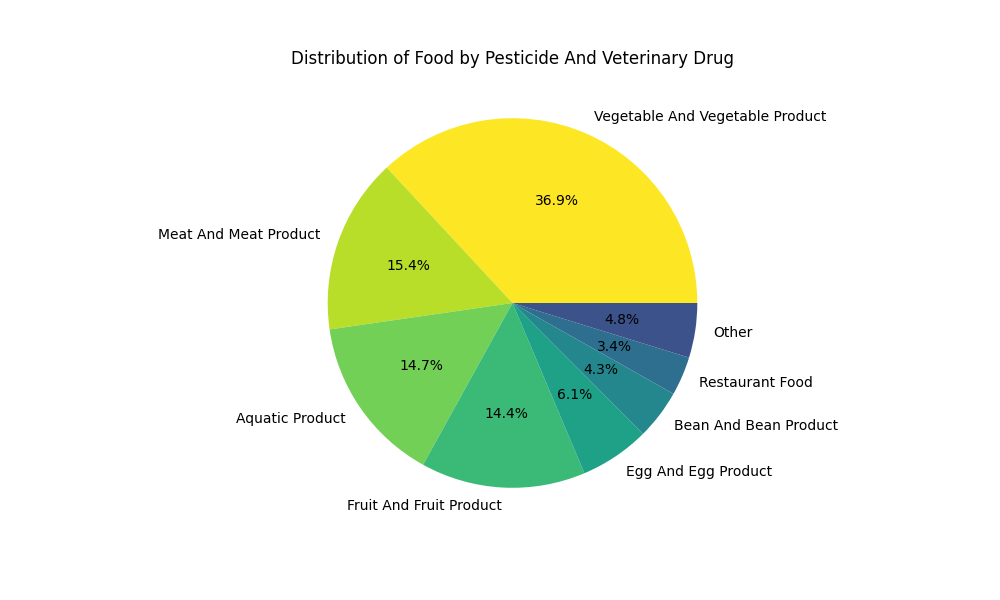 Distribution of Food by Pesticide And Veterinary Drug
Vegetable And Vegetable Product
36.9%
Meat And Meat Product
15.4%
Aquatic Product
14.7%
Fruit And Fruit Product
14.4%
Egg And Egg Product
6.1%
Bean And Bean Product
4.3%
Restaurant Food
3.4%
Other
4.8%